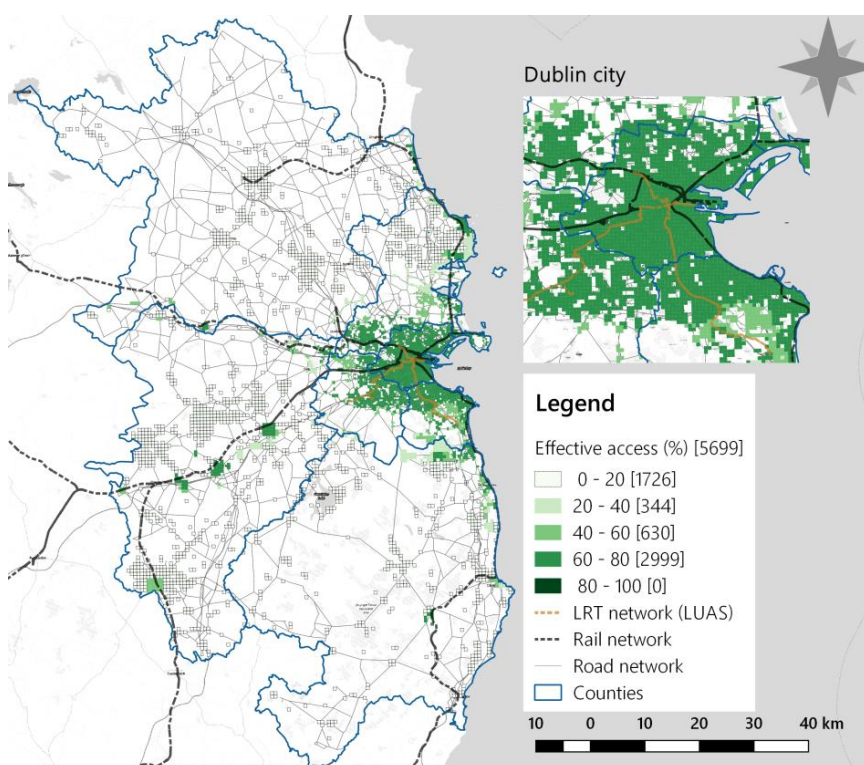 Dublin city
Legend
Effective access (%) [5699]
0 - 20 [1726]
20 - 40 [344]
40 - 60 [630]
60 - 80 [2999]
80 - 100 [0]
LRT network (LUAS)
Rail network
Road network
Counties
10 0 10 20 30 40 km